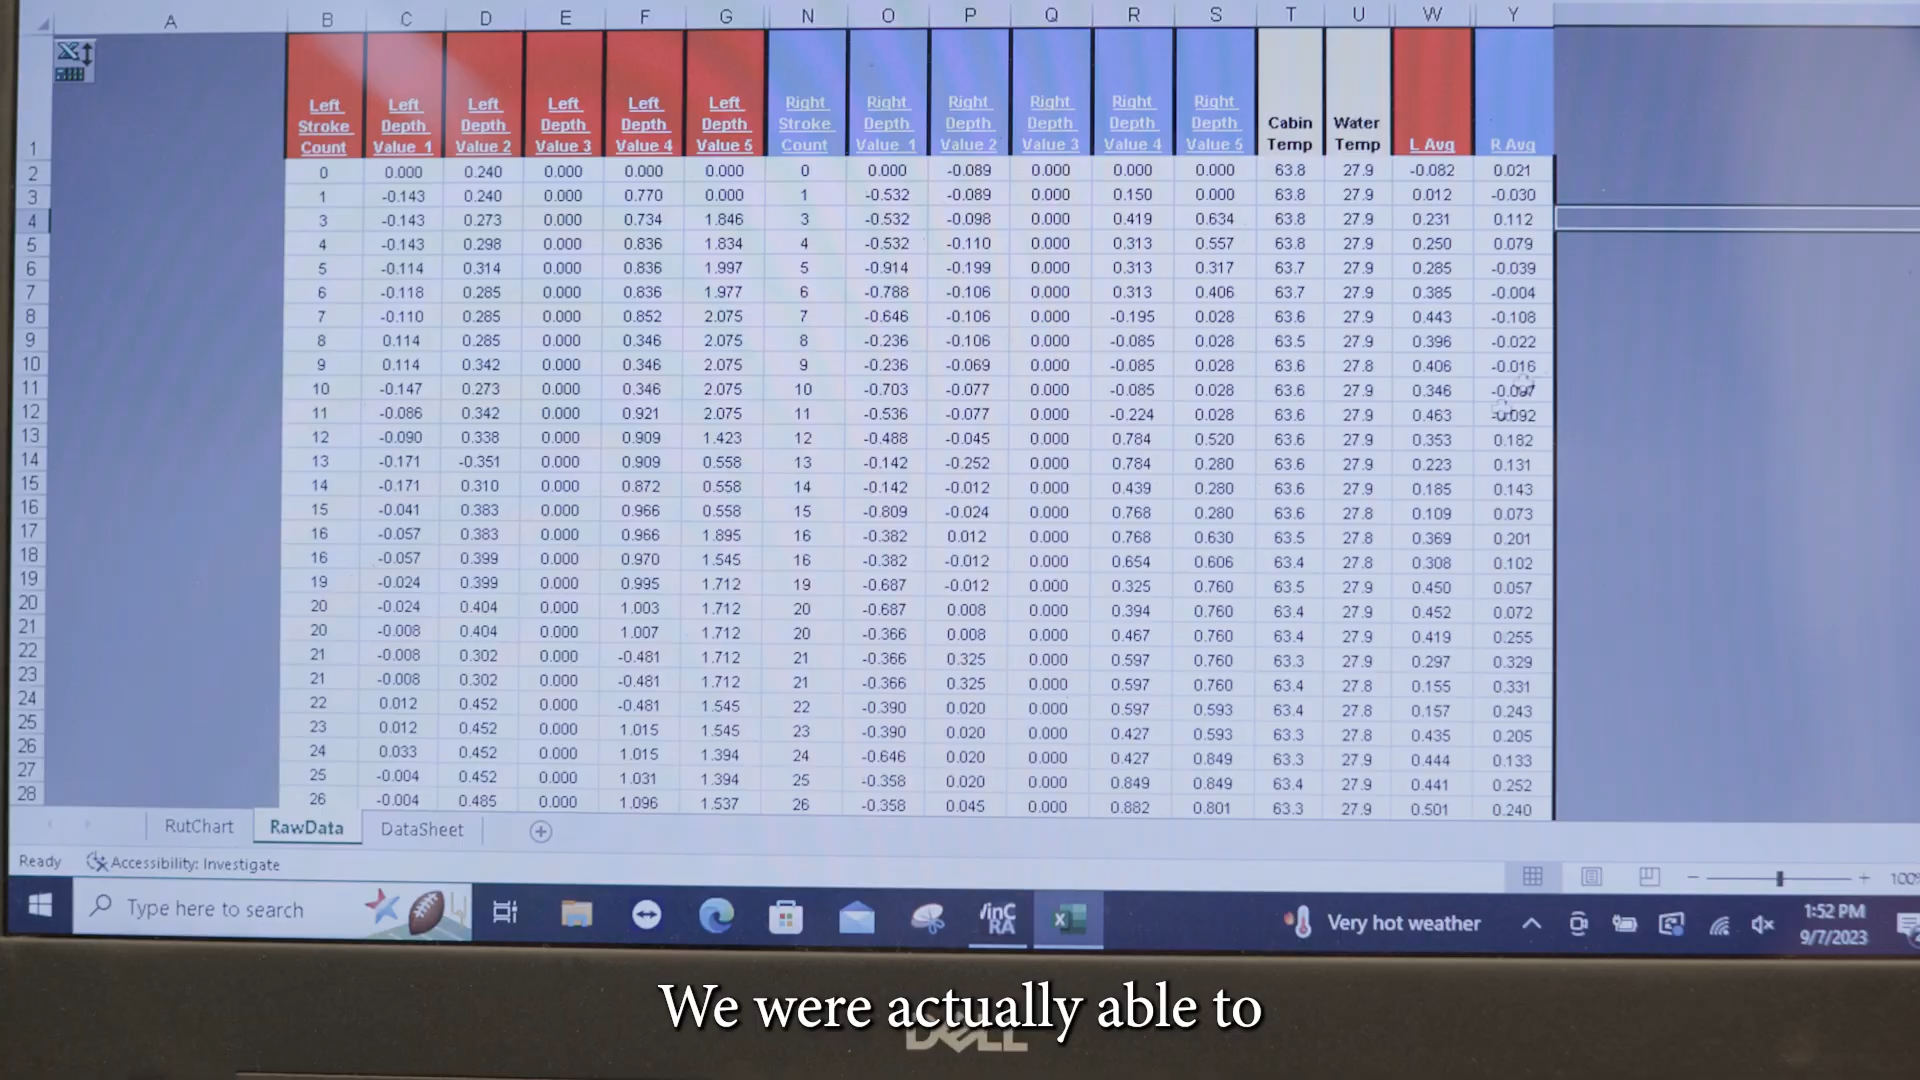 A B C D E F G N O P Q R S T U W Y
1 Left Stroke Count Left Depth Value 1 Left Depth Value 2 Left Depth Value 3 Left Depth Value 4 Left Depth Value 5 Right Stroke Count Right Depth Value 1 Right Depth Value 2 Right Depth Value 3 Right Depth Value 4 Right Depth Value 5 Cabin Temp Water Temp L Avg R Avg
2 0 0.000 0.240 0.000 0.000 0.000 0 0.000 -0.089 0.000 0.000 0.000 63.8 27.9 -0.082 0.021
3 1 -0.143 0.240 0.000 0.770 0.000 1 -0.532 -0.089 0.000 0.150 0.000 63.8 27.9 0.012 -0.030
4 3 -0.143 0.273 0.000 0.734 1.846 3 -0.532 -0.098 0.000 0.419 0.634 63.8 27.9 0.231 0.112
5 4 -0.143 0.298 0.000 0.836 1.834 4 -0.532 -0.110 0.000 0.313 0.557 63.8 27.9 0.250 0.079
6 5 -0.114 0.314 0.000 0.836 1.997 5 -0.914 -0.199 0.000 0.313 0.317 63.7 27.9 0.285 -0.039
7 6 -0.118 0.285 0.000 0.836 1.977 6 -0.788 -0.106 0.000 0.313 0.406 63.7 27.9 0.385 -0.004
8 7 -0.110 0.285 0.000 0.852 2.075 7 -0.646 -0.106 0.000 -0.195 0.028 63.6 27.9 0.443 -0.108
9 8 0.114 0.285 0.000 0.346 2.075 8 -0.236 -0.106 0.000 -0.085 0.028 63.5 27.9 0.396 -0.022
10 9 0.114 0.342 0.000 0.346 2.075 9 -0.236 -0.069 0.000 -0.085 0.028 63.6 27.8 0.406 -0.016
11 10 -0.147 0.273 0.000 0.346 2.075 10 -0.703 -0.077 0.000 -0.085 0.028 63.6 27.9 0.346
12 11 -0.086 0.342 0.000 0.921 2.075 11 -0.536 -0.077 0.000 -0.224 0.028 63.6 27.9 0.463 -0.092
13 12 -0.090 0.338 0.000 0.909 1.423 12 -0.488 -0.045 0.000 0.784 0.520 63.6 27.9 0.353 0.182
14 13 -0.171 -0.351 0.000 0.909 0.558 13 -0.142 -0.252 0.000 0.784 0.280 63.6 27.9 0.223 0.131
15 14 -0.171 0.310 0.000 0.872 0.558 14 -0.142 -0.012 0.000 0.439 0.280 63.6 27.9 0.185 0.143
16 15 -0.041 0.383 0.000 0.966 0.558 15 -0.809 -0.024 0.000 0.768 0.280 63.6 27.8 0.109 0.073
17 16 -0.057 0.383 0.000 0.966 1.895 16 -0.382 0.012 0.000 0.768 0.630 63.5 27.8 0.369 0.201
18 16 -0.057 0.399 0.000 0.970 1.545 16 -0.382 -0.012 0.000 0.654 0.606 63.4 27.8 0.308 0.102
19 19 -0.024 0.399 0.000 0.995 1.712 19 -0.687 -0.012 0.000 0.325 0.760 63.5 27.9 0.450 0.057
20 20 -0.024 0.404 0.000 1.003 1.712 20 -0.687 0.008 0.000 0.394 0.760 63.4 27.9 0.452 0.072
21 20 -0.008 0.404 0.000 1.007 1.712 20 -0.366 0.008 0.000 0.467 0.760 63.4 27.9 0.419 0.255
22 21 -0.008 0.302 0.000 -0.481 1.712 21 -0.366 0.325 0.000 0.597 0.760 63.3 27.9 0.297 0.329
23 21 -0.008 0.302 0.000 -0.481 1.712 21 -0.366 0.325 0.000 0.597 0.760 63.4 27.8 0.155 0.331
24 22 0.012 0.452 0.000 -0.481 1.545 22 -0.390 0.020 0.000 0.597 0.593 63.4 27.8 0.157 0.243
25 23 0.012 0.452 0.000 1.015 1.545 23 -0.390 0.020 0.000 0.427 0.593 63.3 27.8 0.435 0.205
26 24 0.033 0.452 0.000 1.015 1.394 24 -0.646 0.020 0.000 0.427 0.849 63.3 27.9 0.444 0.133
27 25 -0.004 0.452 0.000 1.031 1.394 25 -0.358 0.020 0.000 0.849 0.849 63.4 27.9 0.441 0.252
28 26 -0.004 0.485 0.000 1.096 1.537 26 -0.358 0.045 0.000 0.882 0.801 63.3 27.9 0.501 0.240
RutChart RawData DataSheet
Ready Accessibility: Investigate 100%
Type here to search Very hot weather 1:52 PM
9/7/2023
We were actually able to
DELL